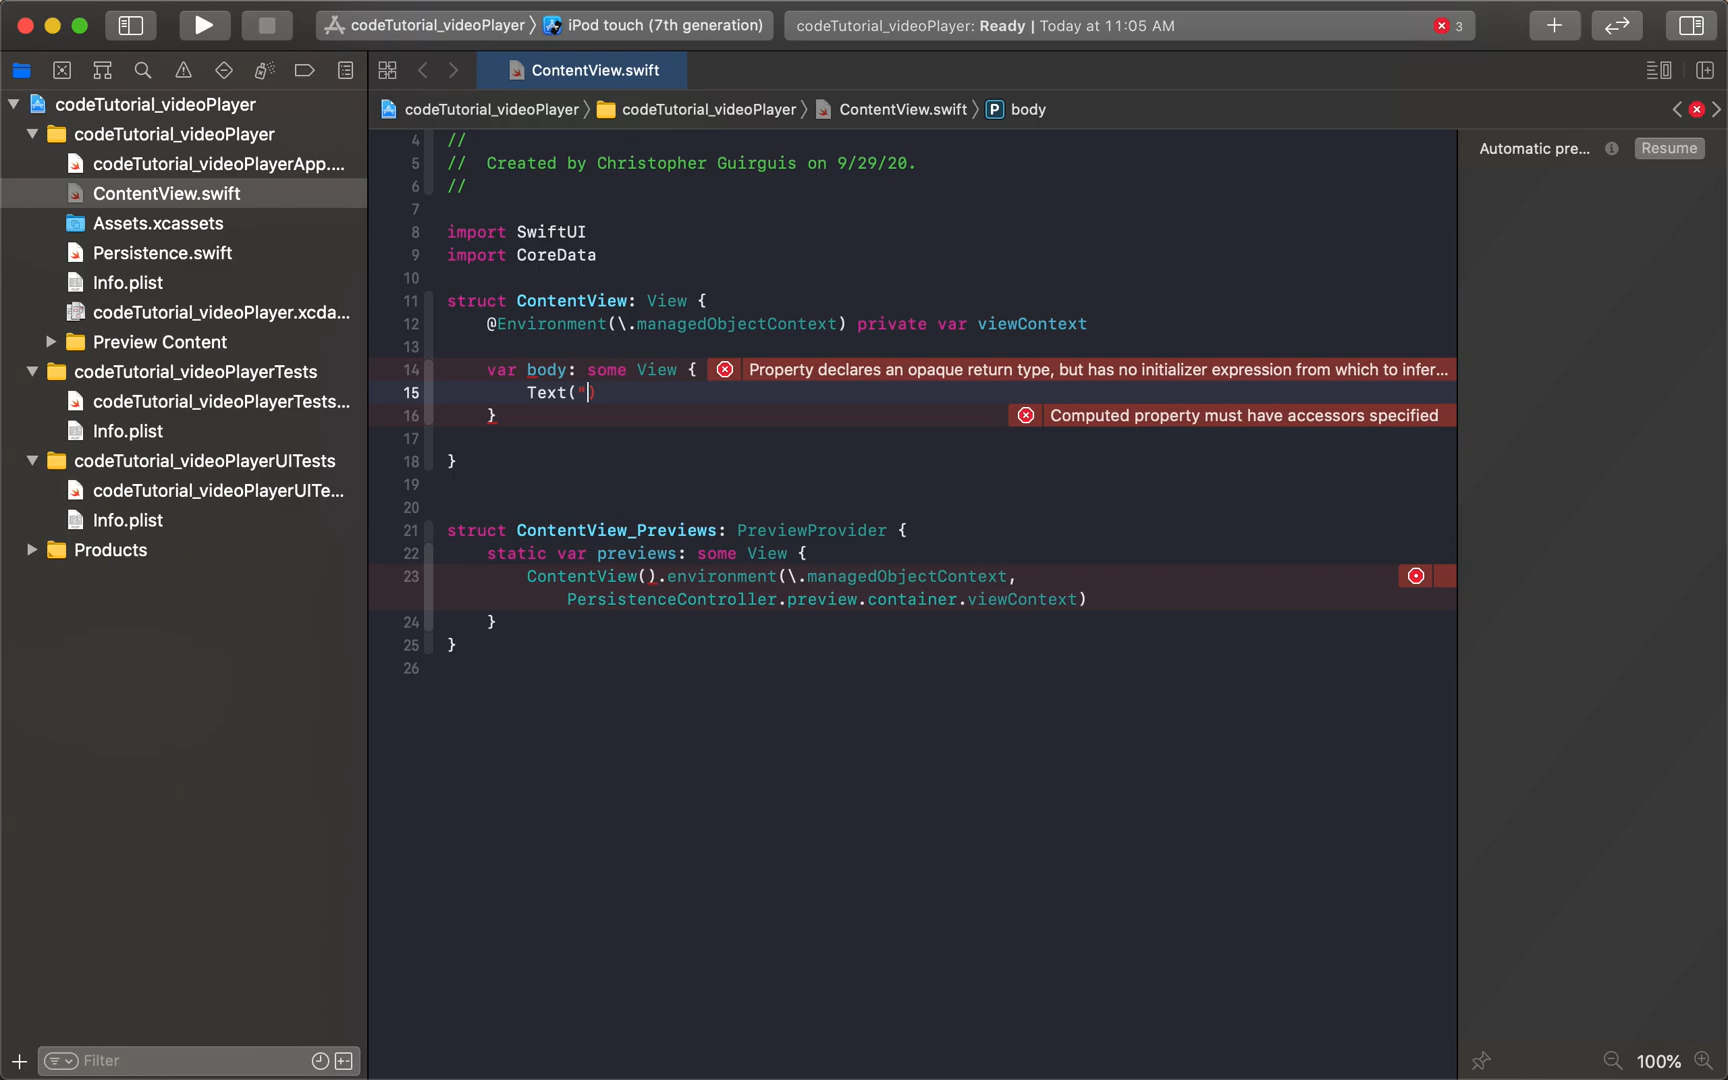 codeTutorial_videoPlayer
iPod touch (7th generation)
codeTutorial_videoPlayer: Ready | Today at 11:05 AM
3
ContentView.swift
codeTutorial_videoPlayer
codeTutorial_videoPlayer
ContentView.swift
P
body
codeTutorial_videoPlayer
codeTutorial_videoPlayer
codeTutorial_videoPlayerApp....
ContentView.swift
Assets.xcassets
Persistence.swift
Info.plist
codeTutorial_videoPlayer.xcda...
Preview Content
codeTutorial_videoPlayerTests
codeTutorial_videoPlayerTests...
Info.plist
codeTutorial_videoPlayerUITests
codeTutorial_videoPlayerUITe...
Info.plist
Products
Filter
4 //
5 //  Created by Christopher Guirguis on 9/29/20.
6 //
7
8 import SwiftUI
9 import CoreData
10
11 struct ContentView: View {
12     @Environment(\.managedObjectContext) private var viewContext
13
14     var body: some View { Property declares an opaque return type, but has no initializer expression from which to infer...
15         Text(")
16     } Computed property must have accessors specified
17
18 }
19
20
21 struct ContentView_Previews: PreviewProvider {
22     static var previews: some View {
23         ContentView().environment(\.managedObjectContext,
            PersistenceController.preview.container.viewContext)
24     }
25 }
26
Automatic pre...
Resume
100%